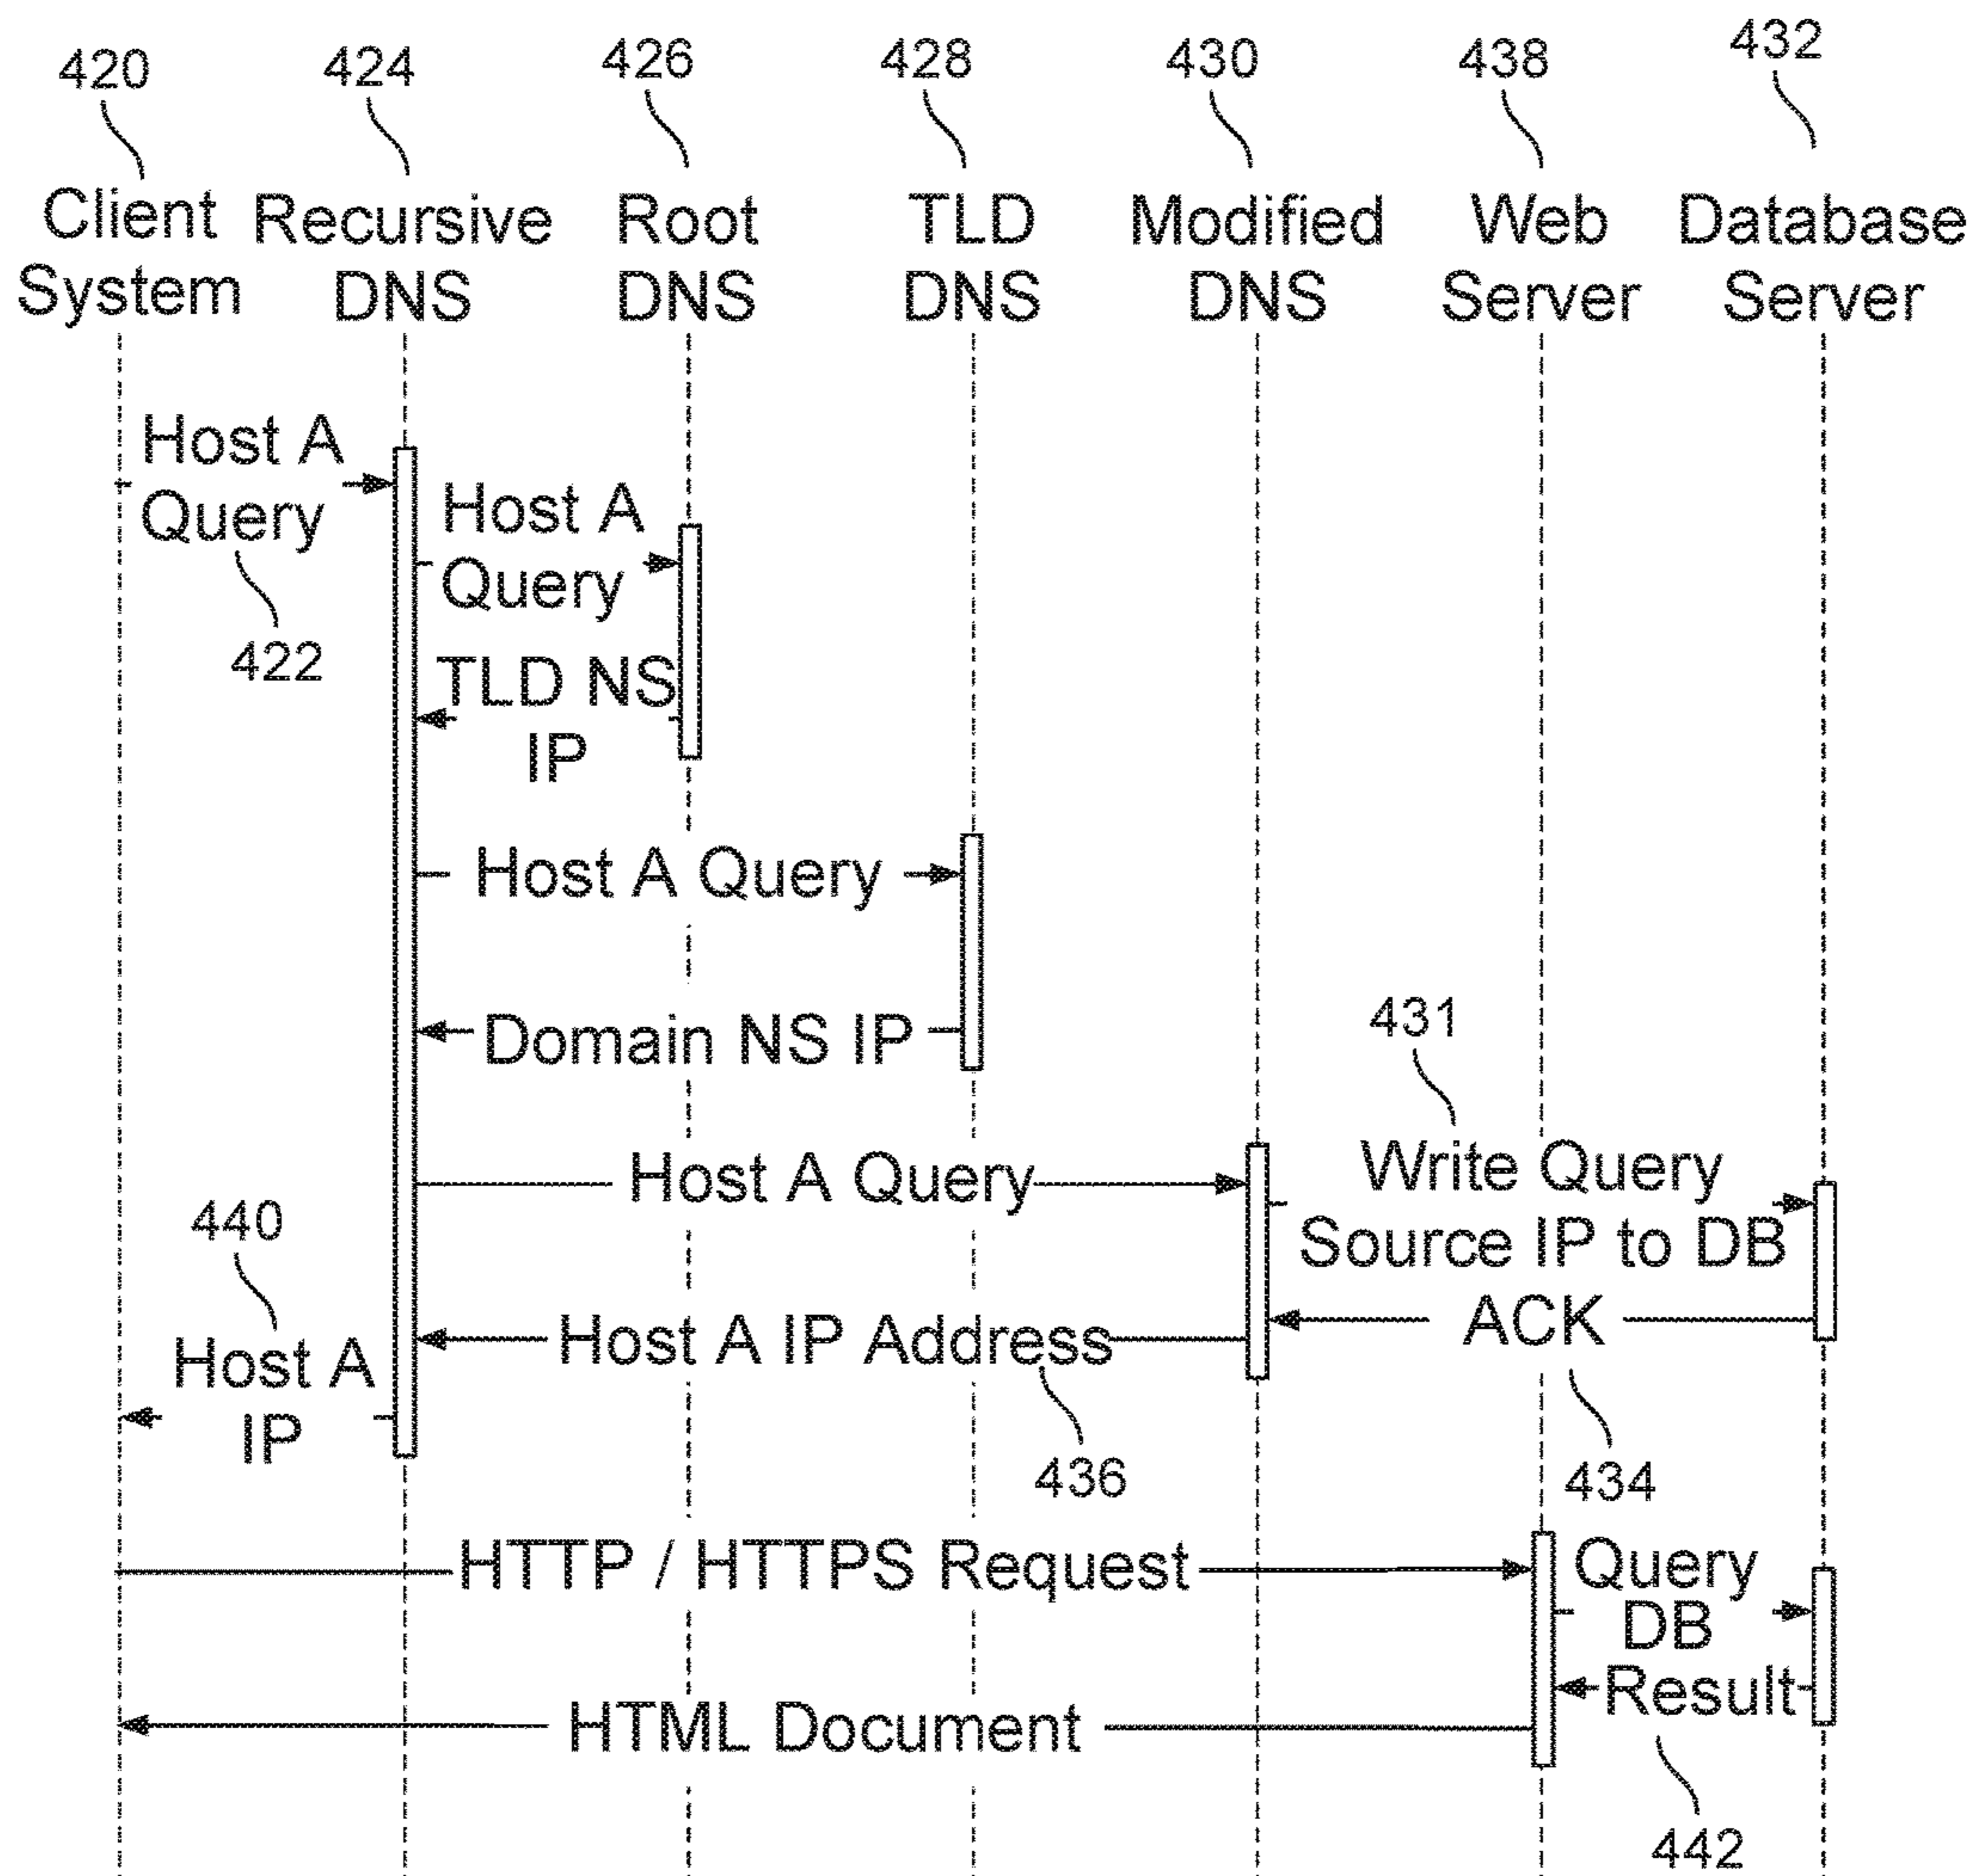 420
424
426
428
430
438
432
Client
System
Recursive
DNS
Root
DNS
TLD
DNS
Modified
DNS
Web
Server
Database
Server
Host A
Query
422
Host A
Query
TLD NS
IP
Host A Query
Domain NS IP
Host A Query
431
Write Query
Source IP to DB
ACK
434
Host A IP Address
436
440
Host A
IP
HTTP / HTTPS Request
Query
DB
Result
442
HTML Document